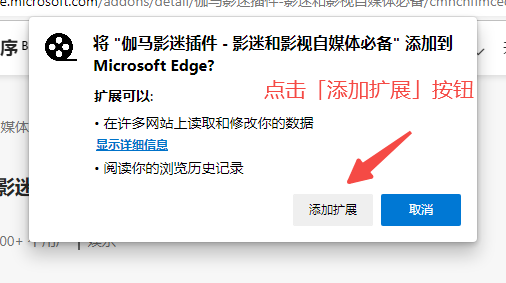 e.microsoft.com/addons/detail/伽马影迷插件-影迷和影视自媒体必备/cmhchlimcel
序
将 "伽马影迷插件 - 影迷和影视自媒体必备" 添加到
Microsoft Edge?
扩展可以:
点击「添加扩展」按钮
• 在许多网站上读取和修改你的数据
媒体
显示详细信息
• 阅读你的浏览历史记录
影迷
添加扩展
取消
00+ 个用户 | 娱乐